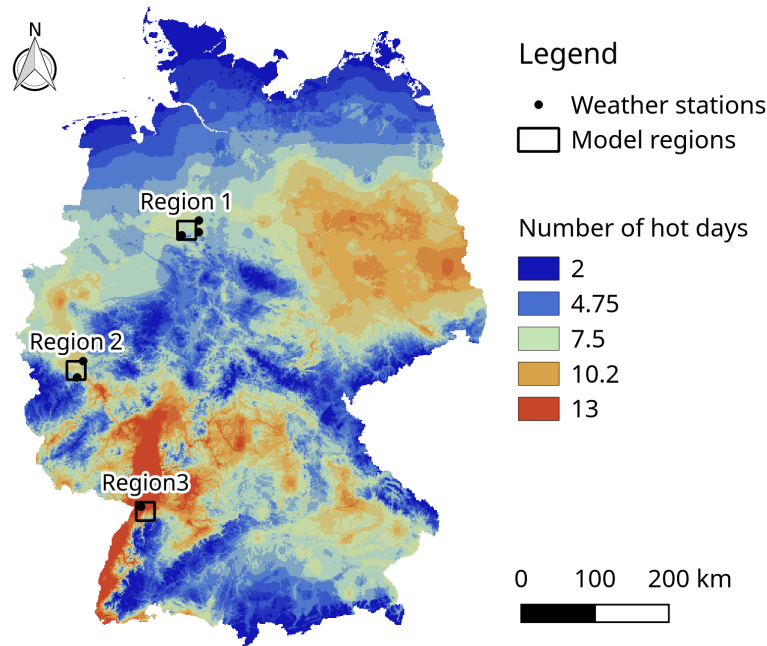 N
Region 1
Region 2
Region3
Legend
Weather stations
Model regions
Number of hot days
2
4.75
7.5
10.2
13
0 100 200 km